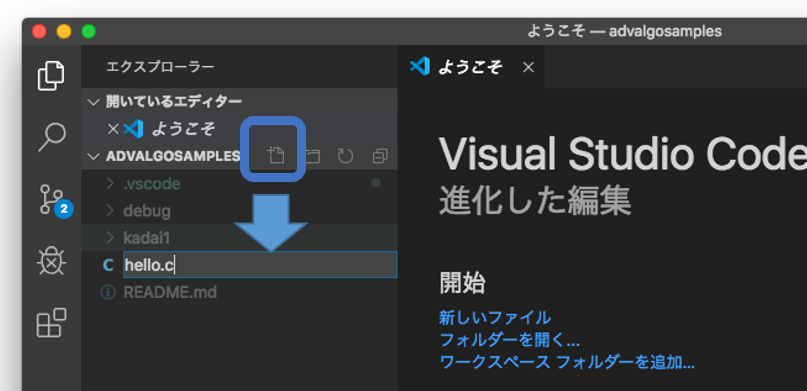 ようこそ — advalgosamples
エクスプローラー
ようこそ
開いているエディター
ようこそ
ADVALGOSAMPLES
.vscode
debug
kadai1
C hello.c
README.md
2
Visual Studio Code
進化した編集
開始
新しいファイル
フォルダーを開く...
ワークスペース フォルダーを追加...